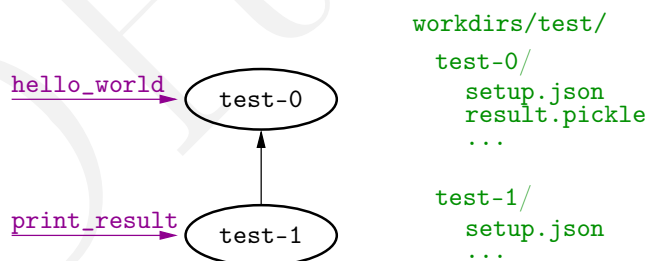 workdirs/test/
test-0/
hello_world
test-0
setup.json
result.pickle
...
test-1/
print_result
test-1
setup.json
...